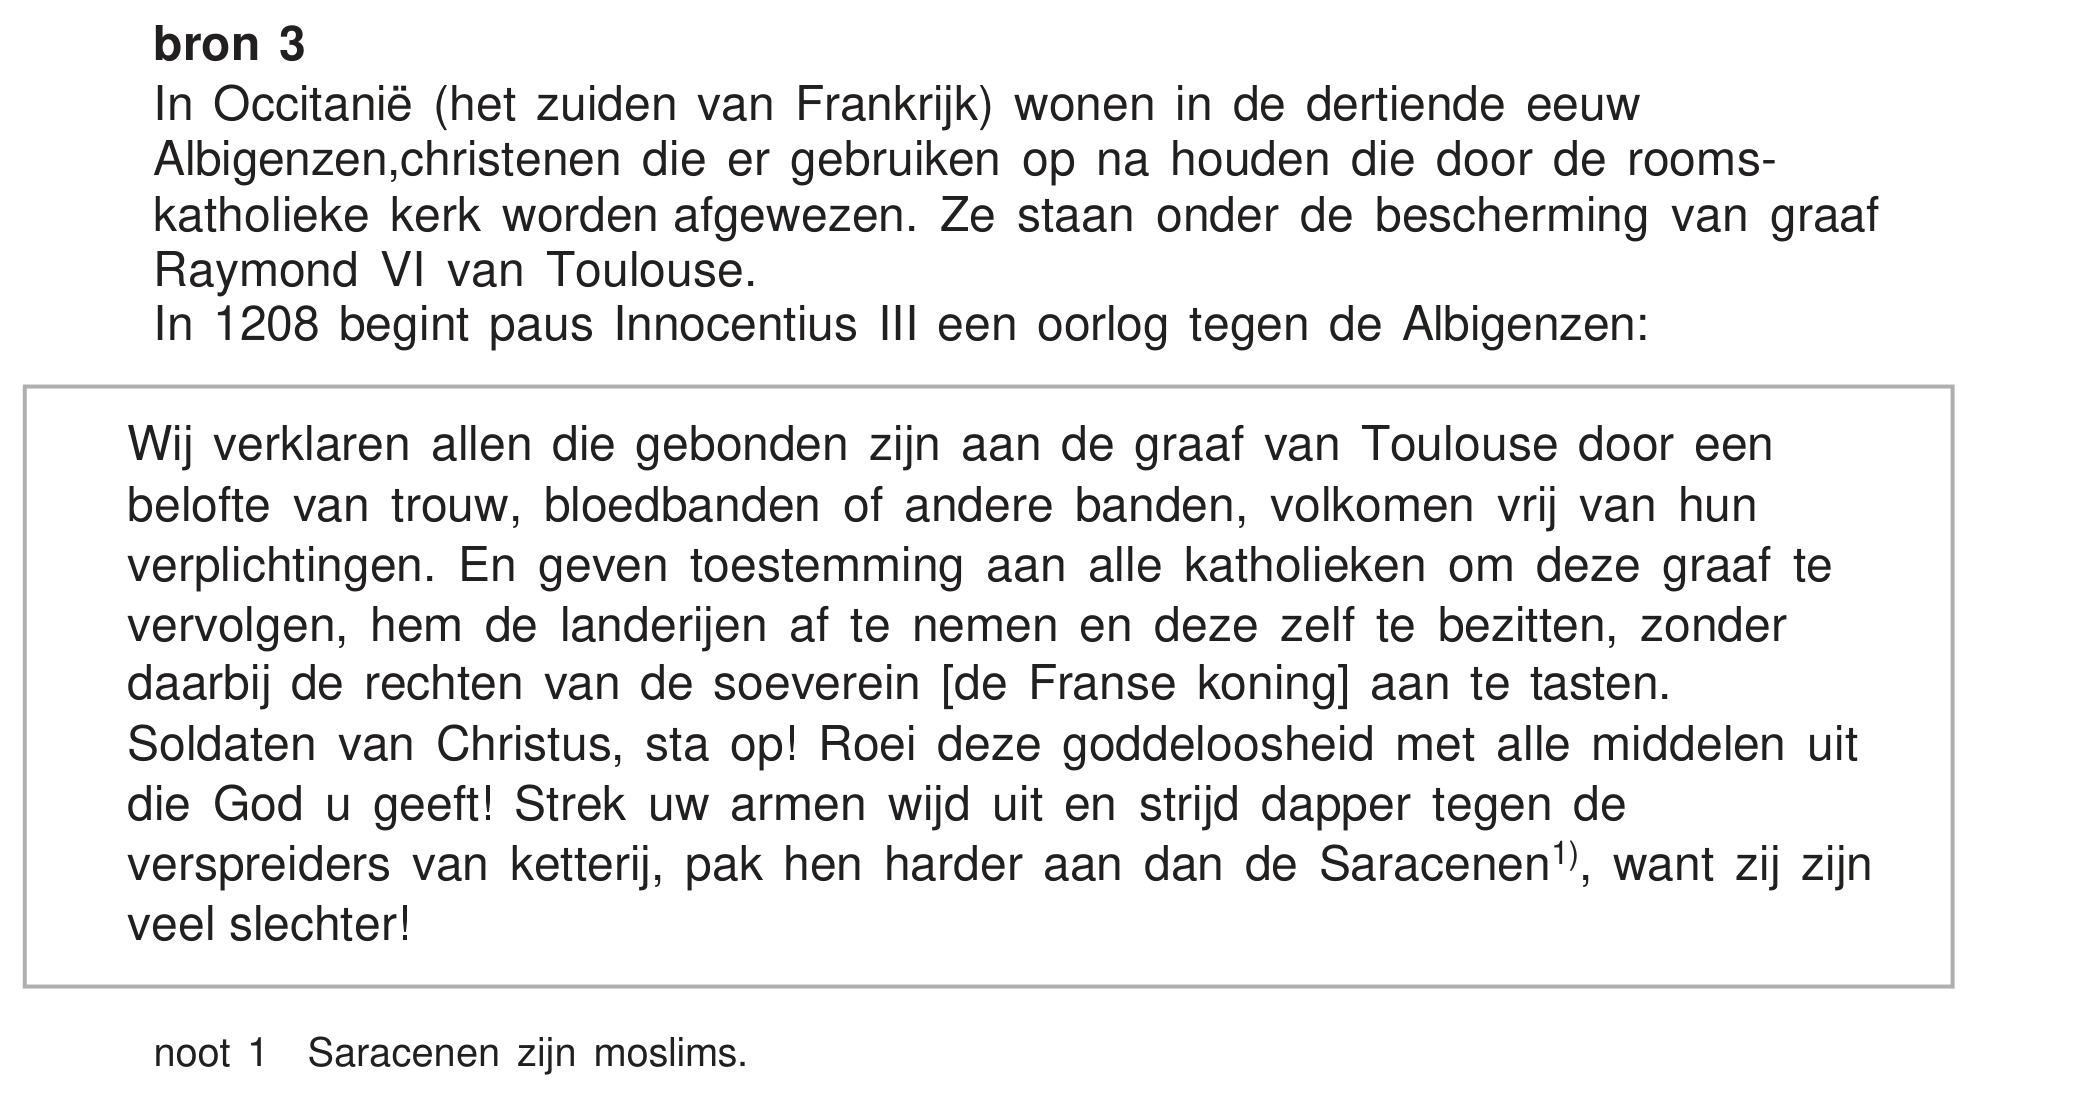 bron 3
In Occitanië (het zuiden van Frankrijk) wonen in de dertiende eeuw
Albigenzen,christenen die er gebruiken op na houden die door de rooms-
katholieke kerk worden afgewezen. Ze staan onder de bescherming van graaf
Raymond VI van Toulouse.
In 1208 begint paus Innocentius III een oorlog tegen de Albigenzen:
Wij verklaren allen die gebonden zijn aan de graaf van Toulouse door een
belofte van trouw, bloedbanden of andere banden, volkomen vrij van hun
verplichtingen. En geven toestemming aan alle katholieken om deze graaf te
vervolgen, hem de landerijen af te nemen en deze zelf te bezitten, zonder
daarbij de rechten van de soeverein [de Franse koning] aan te tasten.
Soldaten van Christus, sta op! Roei deze goddeloosheid met alle middelen uit
die God u geeft! Strek uw armen wijd uit en strijd dapper tegen de
verspreiders van ketterij, pak hen harder aan dan de Saracenen1), want zij zijn
veel slechter!
noot 1 Saracenen zijn moslims.